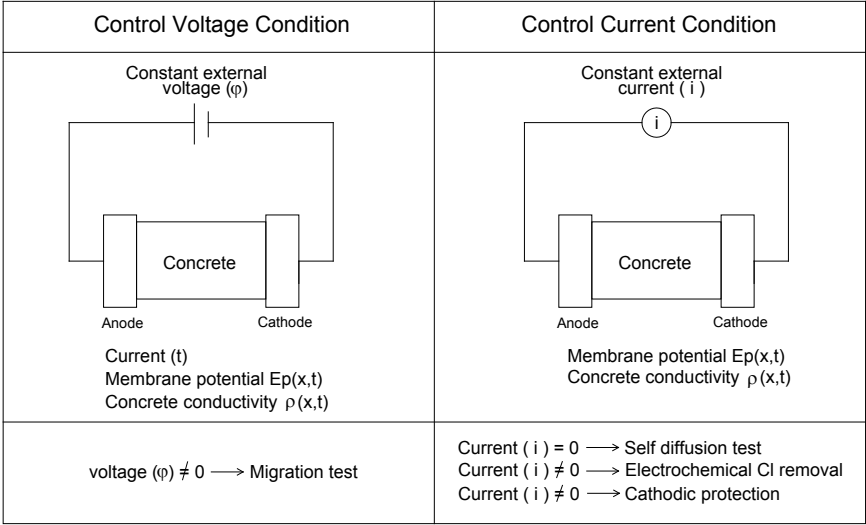 Control Voltage Condition
Control Current Condition
Constant external
voltage (φ)
Concrete
Anode
Cathode
Current (t)
Membrane potential Ep(x,t)
Concrete conductivity ρ(x,t)
Constant external
current ( i )
i
Concrete
Anode
Cathode
Membrane potential Ep(x,t)
Concrete conductivity ρ(x,t)
voltage (φ) ≠ 0 → Migration test
Current ( i ) = 0 → Self diffusion test
Current ( i ) ≠ 0 → Electrochemical Cl removal
Current ( i ) ≠ 0 → Cathodic protection